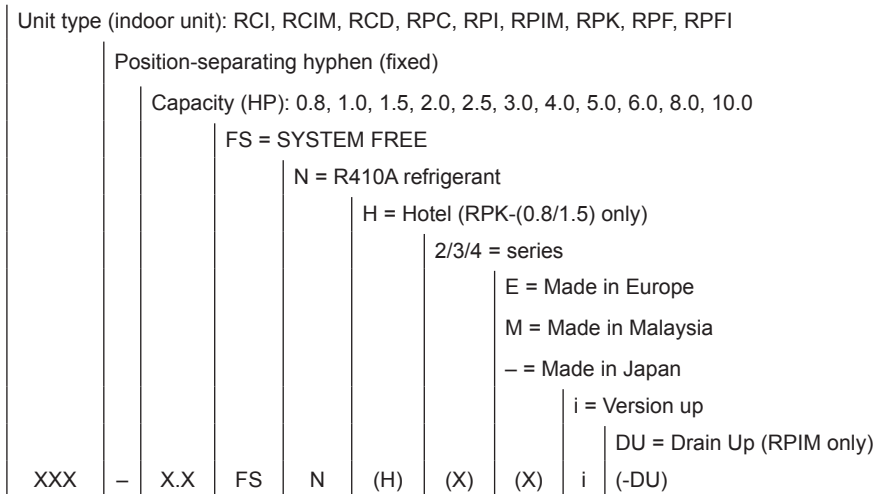 Unit type (indoor unit): RCI, RCIM, RCD, RPC, RPI, RPIM, RPK, RPF, RPFI
Position-separating hyphen (fixed)
Capacity (HP): 0.8, 1.0, 1.5, 2.0, 2.5, 3.0, 4.0, 5.0, 6.0, 8.0, 10.0
FS = SYSTEM FREE
N = R410A refrigerant
H = Hotel (RPK-(0.8/1.5) only)
2/3/4 = series
E = Made in Europe
M = Made in Malaysia
– = Made in Japan
i = Version up
DU = Drain Up (RPIM only)
XXX – X.X FS N (H) (X) (X) i (-DU)